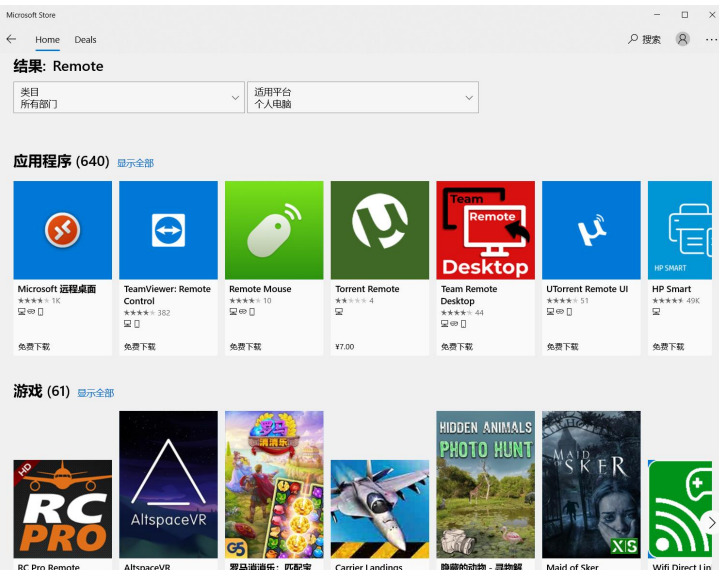 Microsoft Store
Home Deals
搜索
结果: Remote
类目
所有部门
适用平台
个人电脑
应用程序 (640) 显示全部
Team
Remote
Desktop
HP SMART
Microsoft 远程桌面
1K
免费下载
TeamViewer: Remote
Control
382
免费下载
Remote Mouse
10
免费下载
Torrent Remote
4
¥7.00
Team Remote
Desktop
44
免费下载
UTorrent Remote UI
51
免费下载
HP Smart
49K
免费下载
游戏 (61) 显示全部
HD
RC
PRO
AltspaceVR
罗马
消消乐
G5
HIDDEN ANIMALS
PHOTO HUNT
MAID
OF
SKER
X|S
RC Pro Remote
AltspaceVR
罗马消消乐：匹配宝
Carrier Landings
隐藏的动物 - 寻物解
Maid of Sker
Wifi Direct Lin